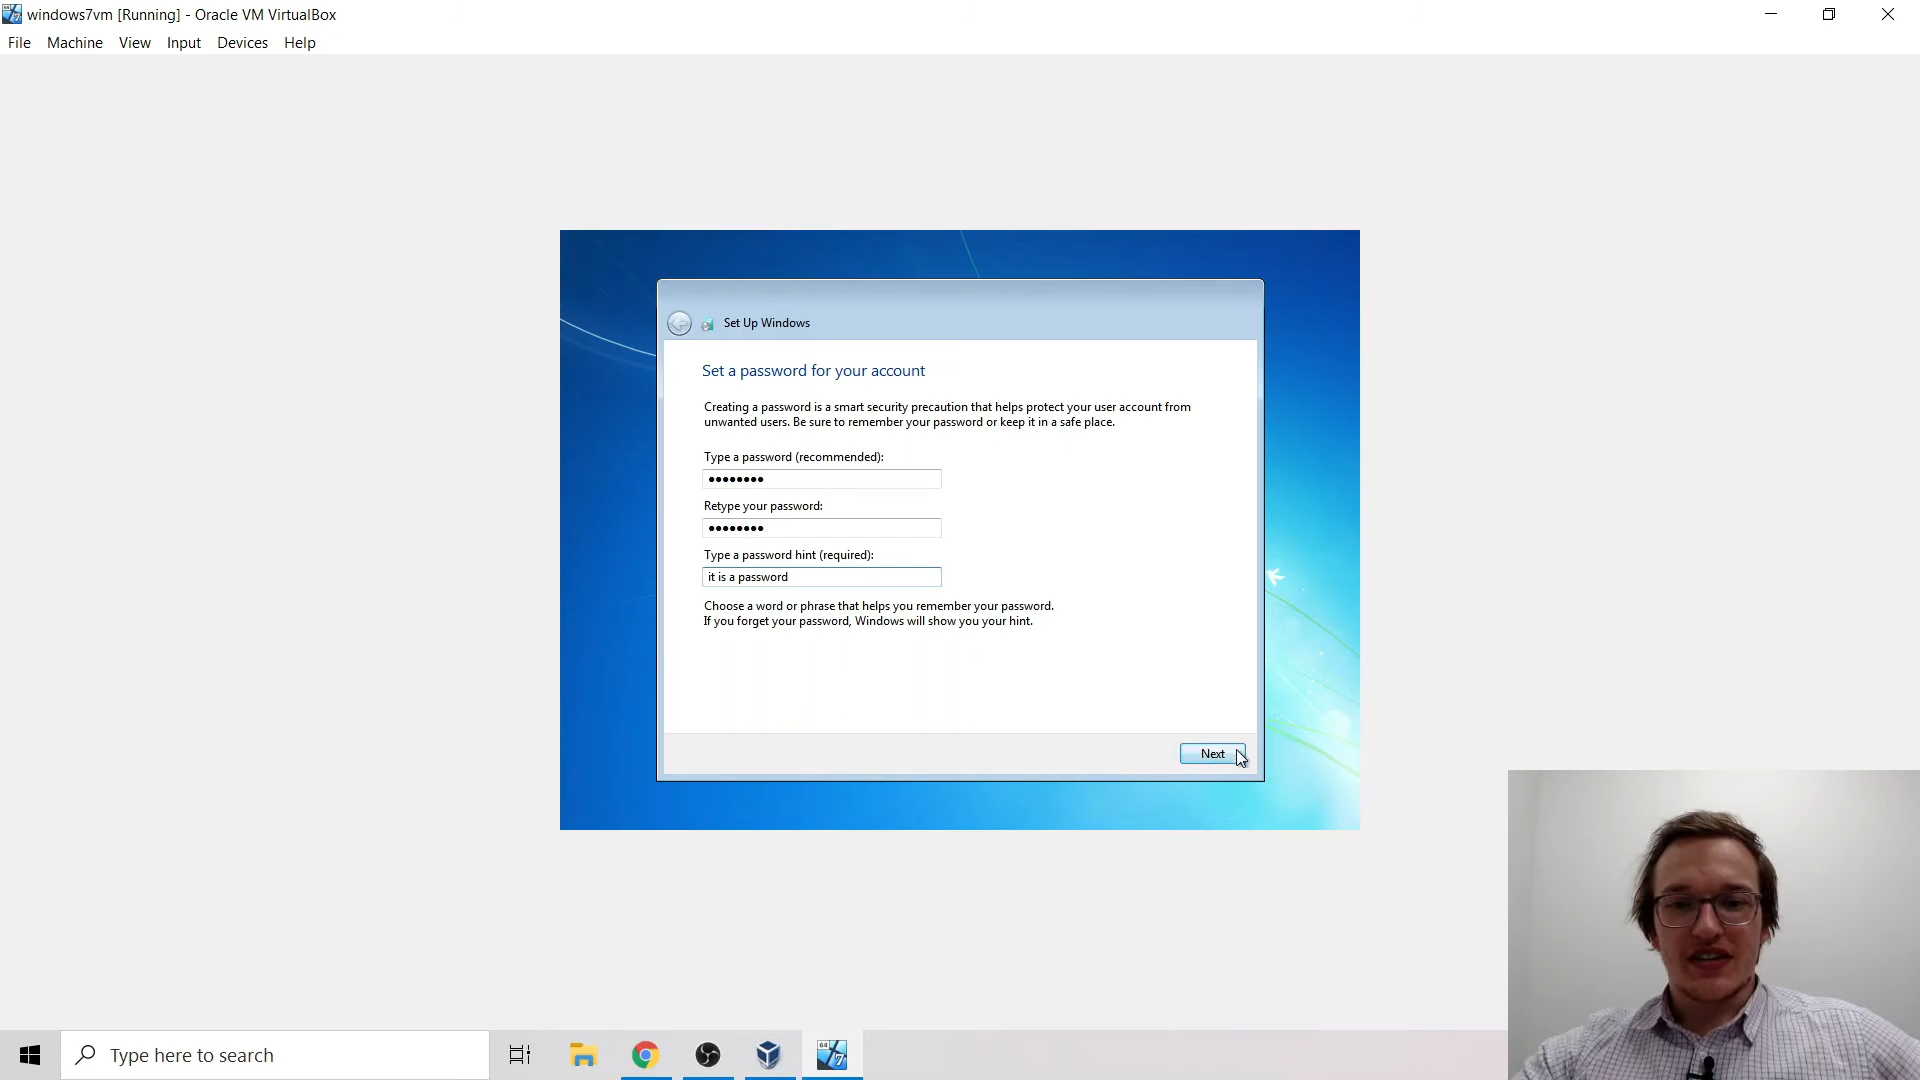 windows7vm [Running] - Oracle VM VirtualBox
File Machine View Input Devices Help
Set Up Windows
Set a password for your account
Creating a password is a smart security precaution that helps protect your user account from
unwanted users. Be sure to remember your password or keep it in a safe place.
Type a password (recommended):
●●●●●●●●
Retype your password:
●●●●●●●●
Type a password hint (required):
it is a password
Choose a word or phrase that helps you remember your password.
If you forget your password, Windows will show you your hint.
Next
Type here to search
64
7